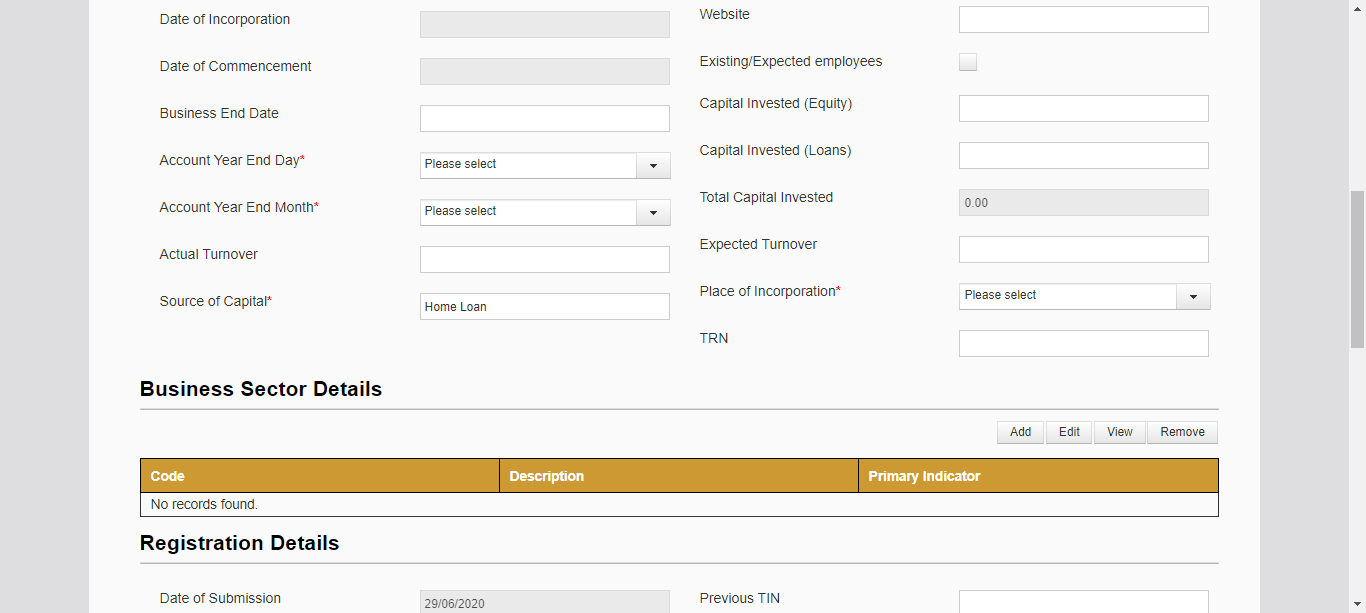 Date of Incorporation
Website
Date of Commencement
Existing/Expected employees
Business End Date
Capital Invested (Equity)
Account Year End Day* Please select
Capital Invested (Loans)
Account Year End Month* Please select
Total Capital Invested 0.00
Actual Turnover
Expected Turnover
Source of Capital* Home Loan
Place of Incorporation* Please select
TRN
Business Sector Details
Add Edit View Remove
Code Description Primary Indicator
No records found.
Registration Details
Date of Submission 29/06/2020
Previous TIN